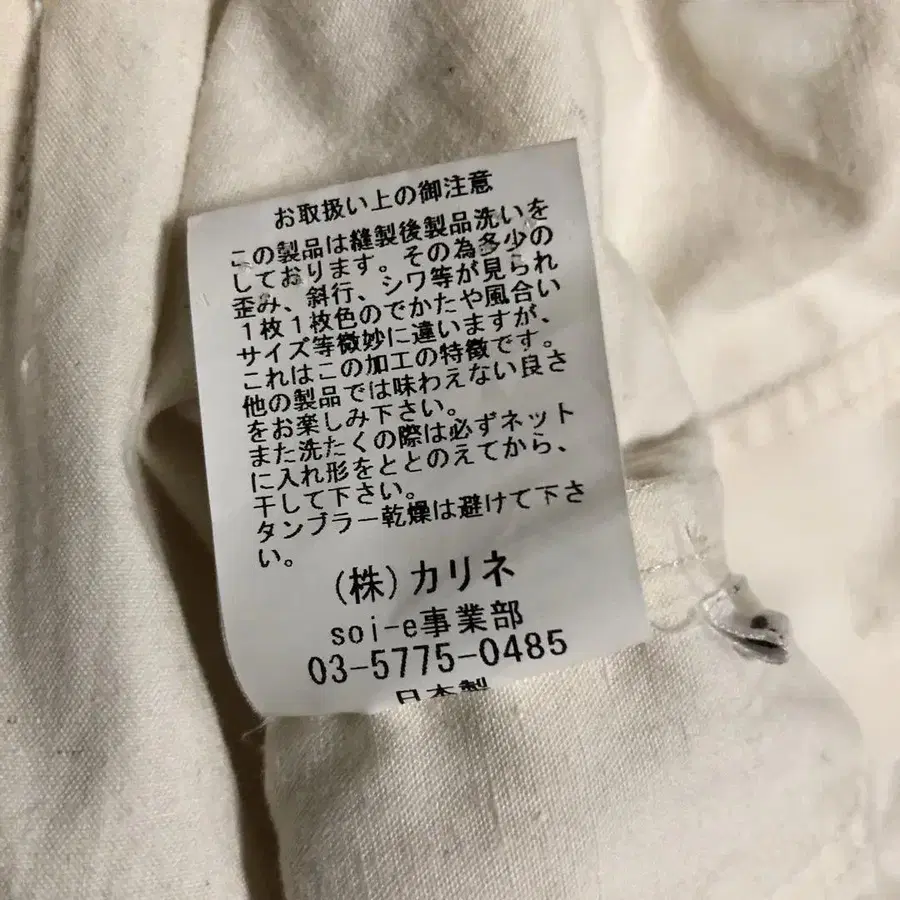 お取扱い上の御注意
この製品は縫製後製品洗いを
しております。その為多少の
歪み、斜行、シワ等が見られ
1枚1枚色のでかたや風合い
サイズ等微妙に違いますが、
これはこの加工の特徴です。
他の製品では味わえない良さ
をお楽しみ下さい。
また洗たくの際は必ずネット
に入れ形をととのえてから、
干して下さい。
タンブラー乾燥は避けて下さ
い。
(株)カリネ
soi-e事業部
03-5775-0485
日本製